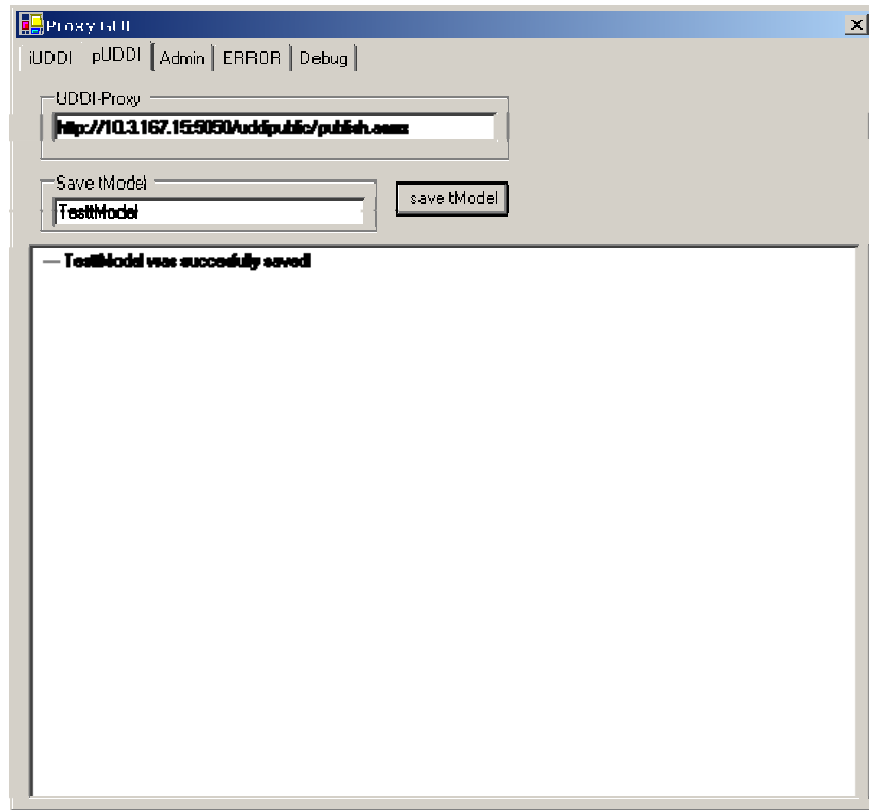 Proxy GUI
iUDDI pUDDI Admin ERROR Debug
UDDI-Proxy
http://10.3.167.15:5050/uddipublic/publish.asmx
Save tModel
TesttModel
save tModel
--- TesttModel was succesfully saved